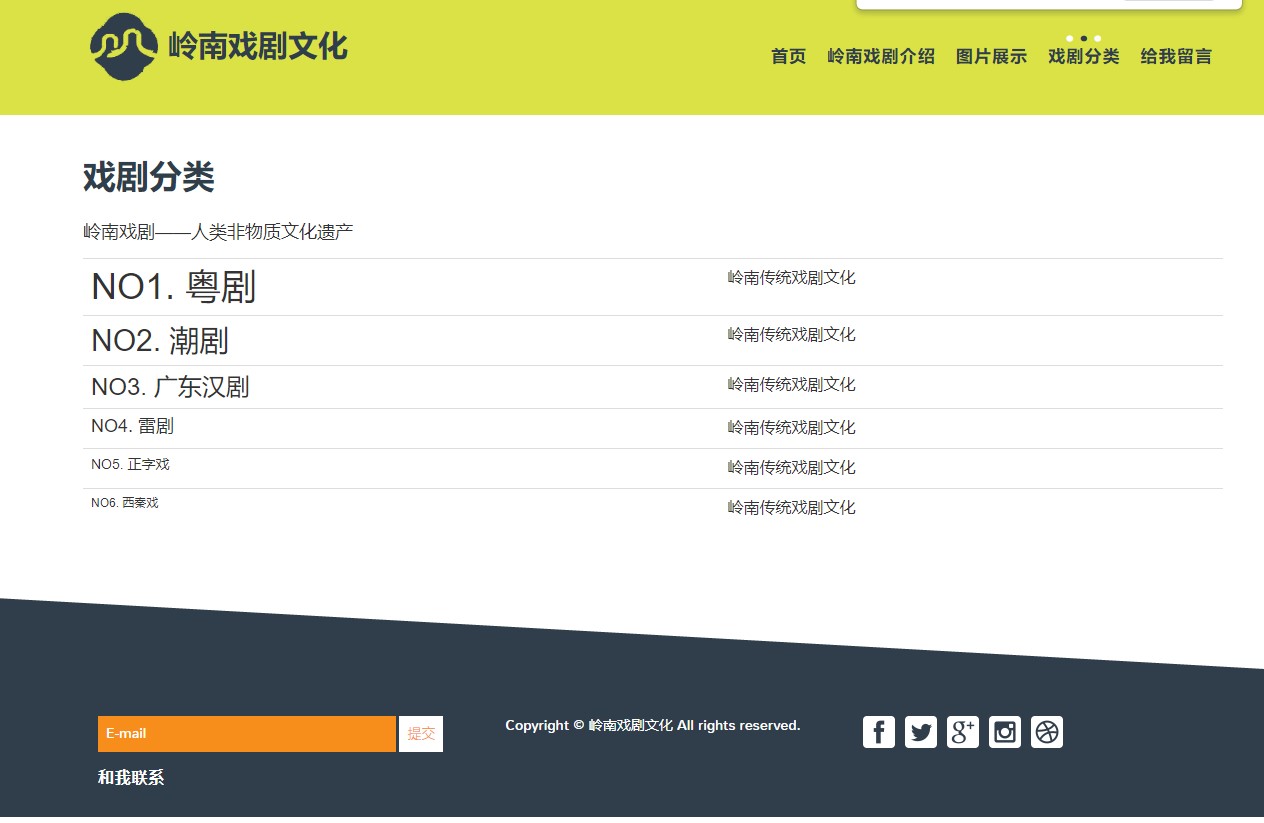 岭南戏剧文化
首页 岭南戏剧介绍 图片展示 戏剧分类 给我留言
戏剧分类
岭南戏剧——人类非物质文化遗产
NO1. 粤剧 岭南传统戏剧文化
NO2. 潮剧 岭南传统戏剧文化
NO3. 广东汉剧 岭南传统戏剧文化
NO4. 雷剧 岭南传统戏剧文化
NO5. 正字戏 岭南传统戏剧文化
NO6. 西秦戏 岭南传统戏剧文化
E-mail 提交 Copyright © 岭南戏剧文化 All rights reserved.
和我联系